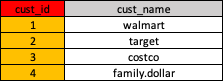 cust_id cust_name
1 walmart
2 target
3 costco
4 family.dollar